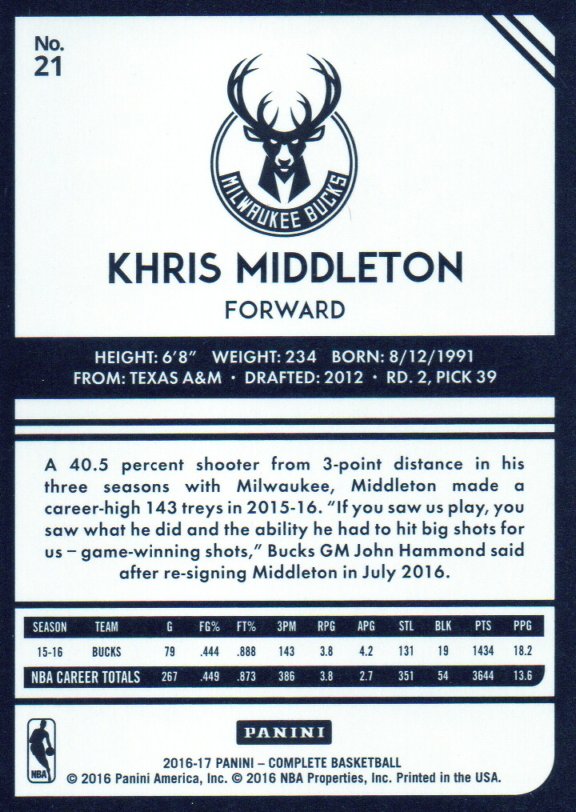 No.
21
MILWAUKEE BUCKS
KHRIS MIDDLETON
FORWARD
HEIGHT: 6'8" WEIGHT: 234 BORN: 8/12/1991
FROM: TEXAS A&M · DRAFTED: 2012 · RD. 2, PICK 39
A 40.5 percent shooter from 3-point distance in his
three seasons with Milwaukee, Middleton made a
career-high 143 treys in 2015-16. “If you saw us play, you
saw what he did and the ability he had to hit big shots for
us – game-winning shots,” Bucks GM John Hammond said
after re-signing Middleton in July 2016.
SEASON TEAM G FG% FT% 3PM RPG APG STL BLK PTS PPG
15-16 BUCKS 79 .444 .888 143 3.8 4.2 131 19 1434 18.2
NBA CAREER TOTALS 267 .449 .873 386 3.8 2.7 351 54 3644 13.6
PANINI
NBA
2016-17 PANINI – COMPLETE BASKETBALL
© 2016 Panini America, Inc. © 2016 NBA Properties, Inc. Printed in the USA.